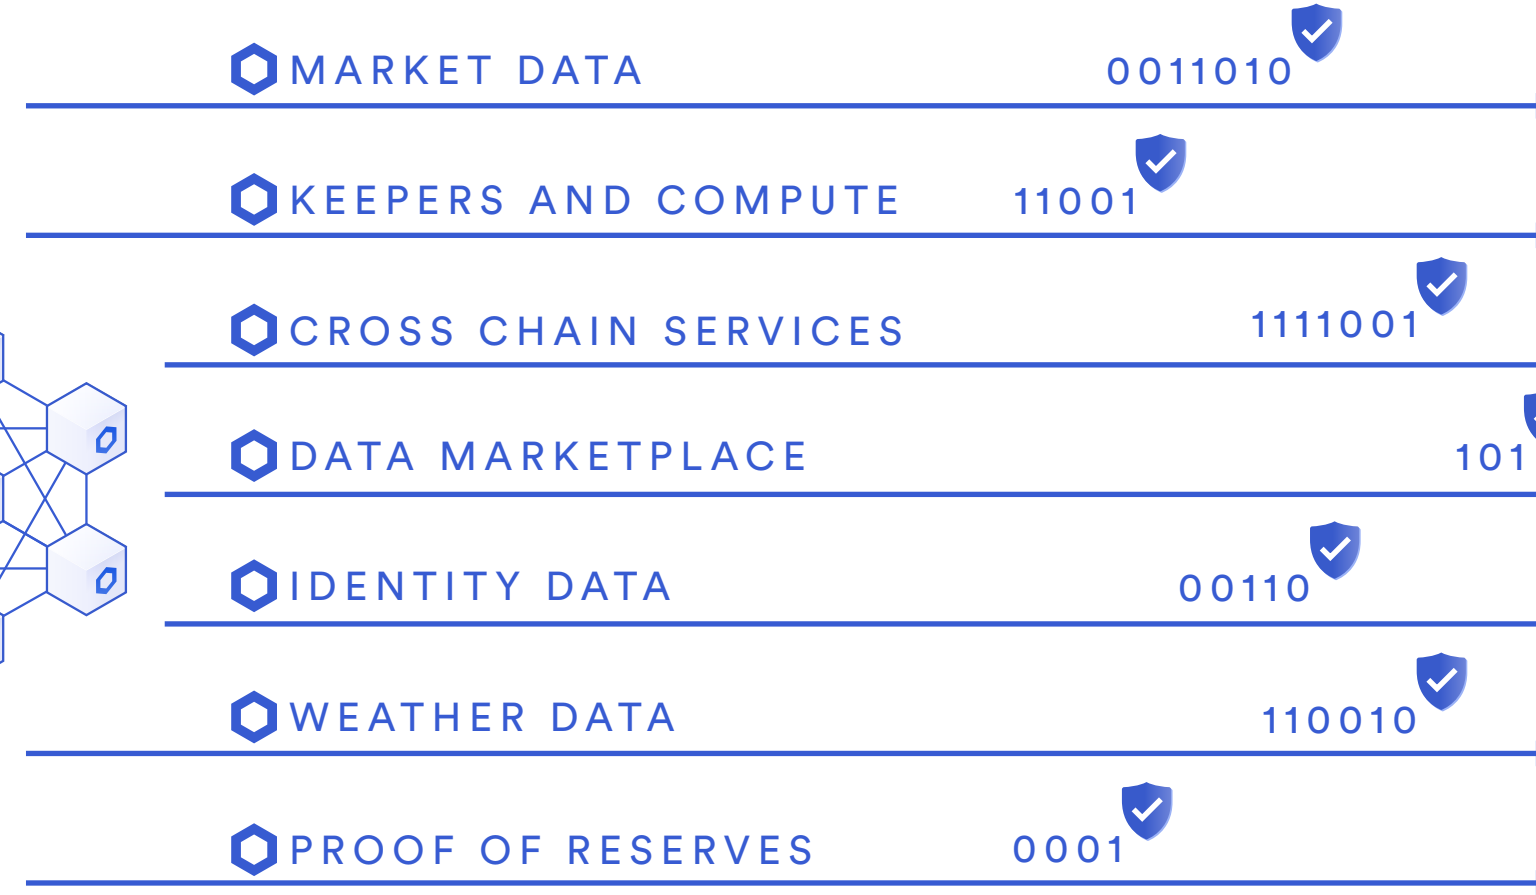 MARKET DATA 0011010
KEEPERS AND COMPUTE 11001
CROSS CHAIN SERVICES 1111001
DATA MARKETPLACE 101
IDENTITY DATA 00110
WEATHER DATA 110010
PROOF OF RESERVES 0001